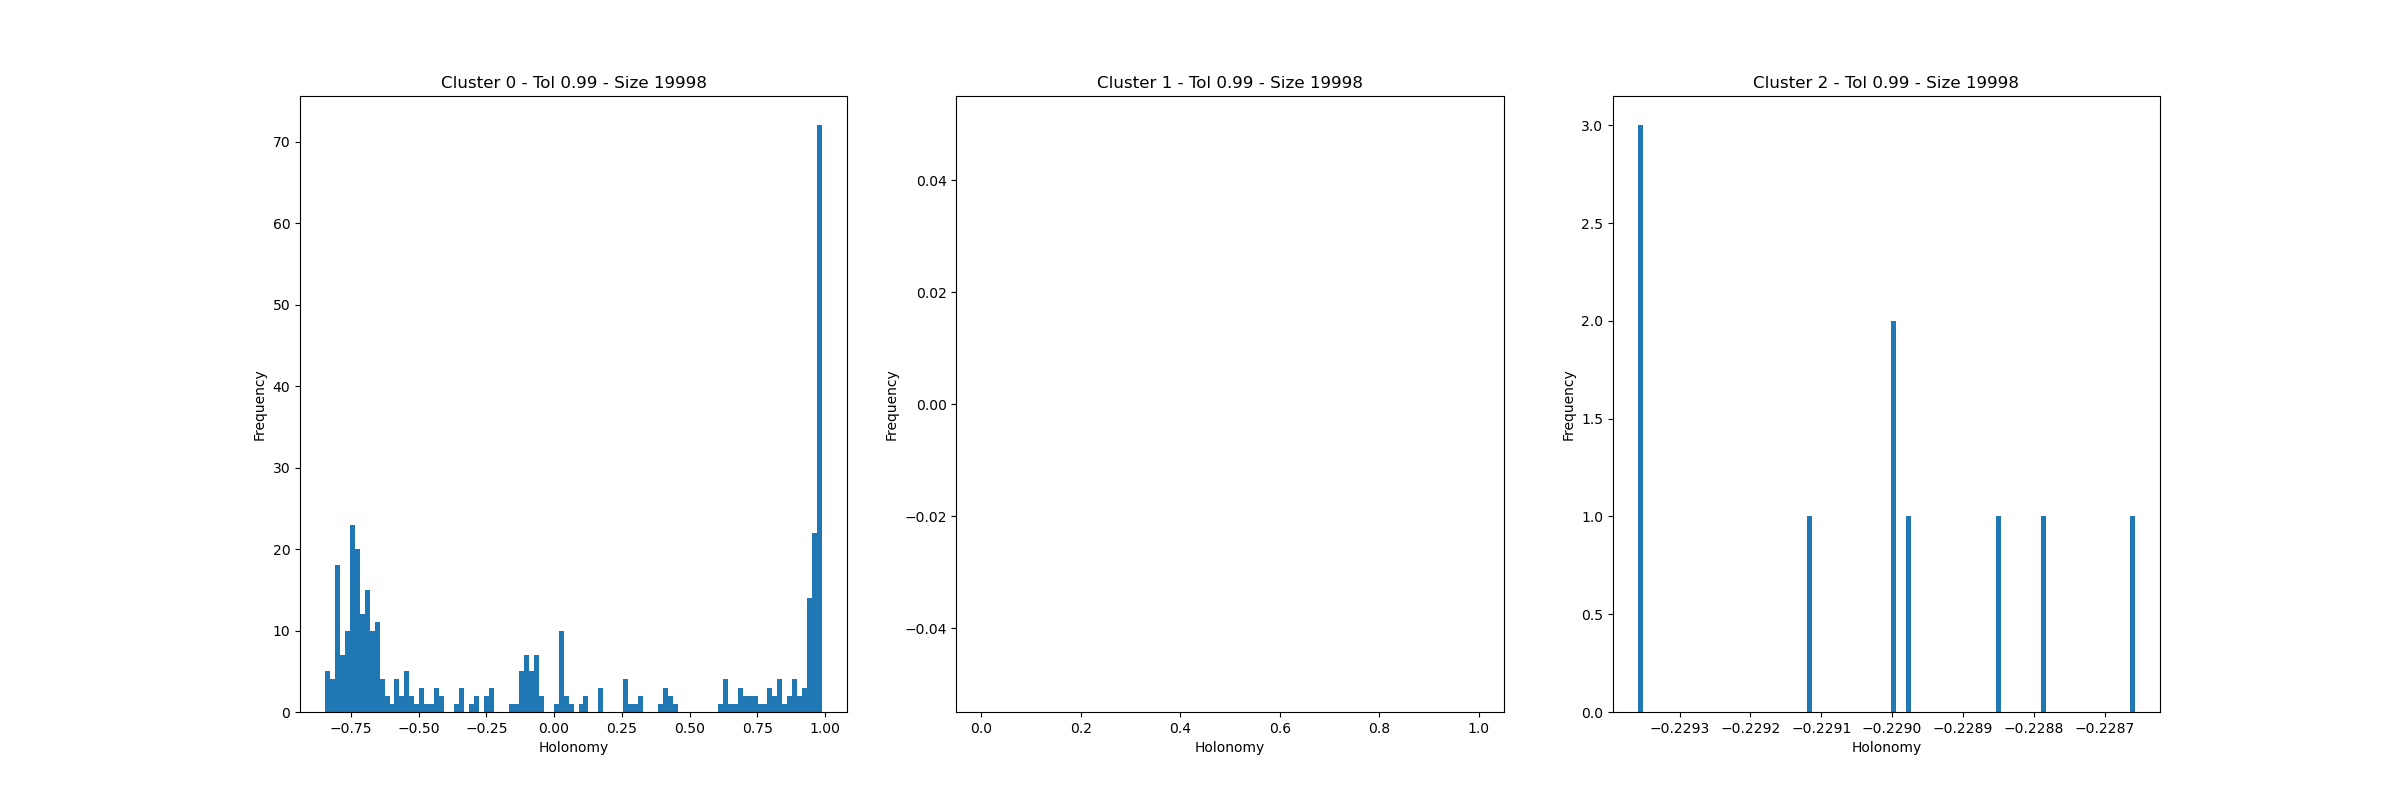 Cluster 0 - Tol 0.99 - Size 19998
Frequency
70
60
50
40
30
20
10
0
−0.75 −0.50 −0.25 0.00 0.25 0.50 0.75 1.00
Holonomy
Cluster 1 - Tol 0.99 - Size 19998
Frequency
0.04
0.02
0.00
−0.02
−0.04
0.0 0.2 0.4 0.6 0.8 1.0
Holonomy
Cluster 2 - Tol 0.99 - Size 19998
Frequency
3.0
2.5
2.0
1.5
1.0
0.5
0.0
−0.2293 −0.2292 −0.2291 −0.2290 −0.2289 −0.2288 −0.2287
Holonomy